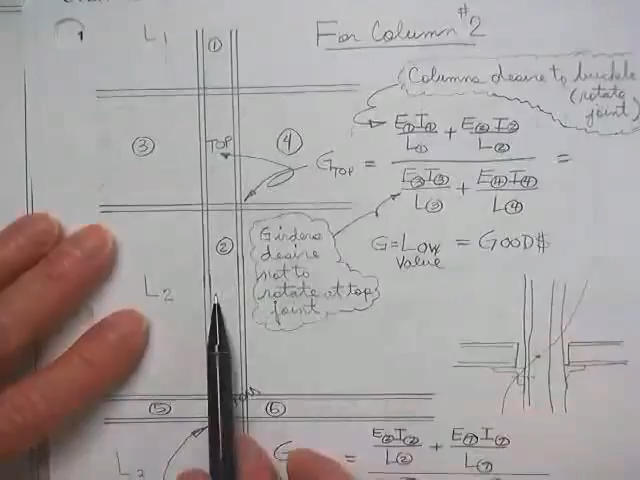 L1
①
For Column #2
Columns desire to buckle
(rotate
joint)
③
TOP
④
G TOP = E①I①/L① + E②I②/L② =
E③I③/L③ + E④I④/L④
②
Girders
desire
not to
rotate at top
joint
G=Low = GOOD$
Value
L2
⑤
⑥
L3
G = E②I②/L② + E⑦I⑦/L⑦